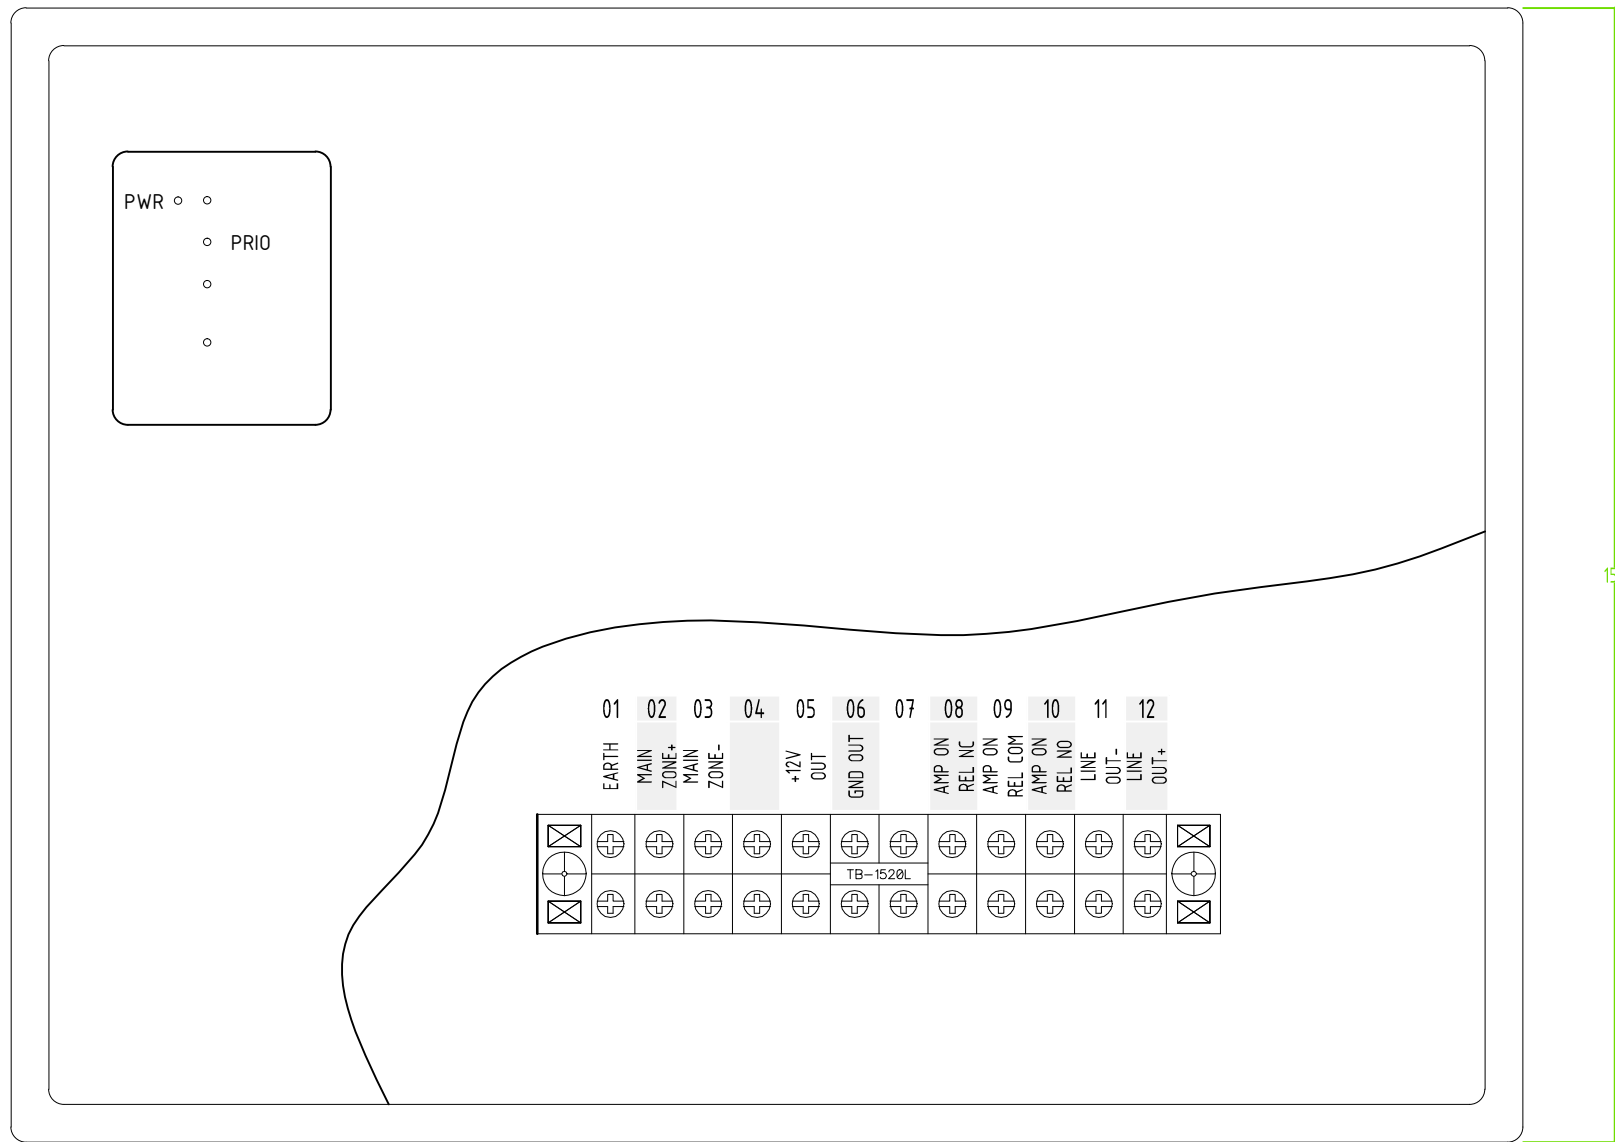 PWR
PRIO
01 02 03 04 05 06 07 08 09 10 11 12
EARTH
MAIN
ZONE+
MAIN
ZONE-
+12V
OUT
GND OUT
AMP ON
REL NC
AMP ON
REL COM
AMP ON
REL NO
LINE
OUT-
LINE
OUT+
TB-1520L